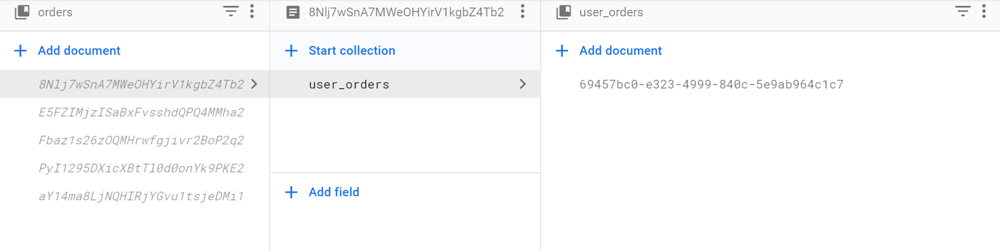 orders
Add document
8Nlj7wSnA7MWeOHYirV1kgbZ4Tb2
E5FZIMjzISaBxFvsshdQPQ4MMha2
Fbaz1s26zOQMHrwfgjivr2BoP2q2
PyI1295DXicXBtTl0d0onYk9PKE2
aY14ma8LjNQHIRjYGvu1tsjeDMi1
8Nlj7wSnA7MWeOHYirV1kgbZ4Tb2
Start collection
user_orders
Add field
user_orders
Add document
69457bc0-e323-4999-840c-5e9ab964c1c7